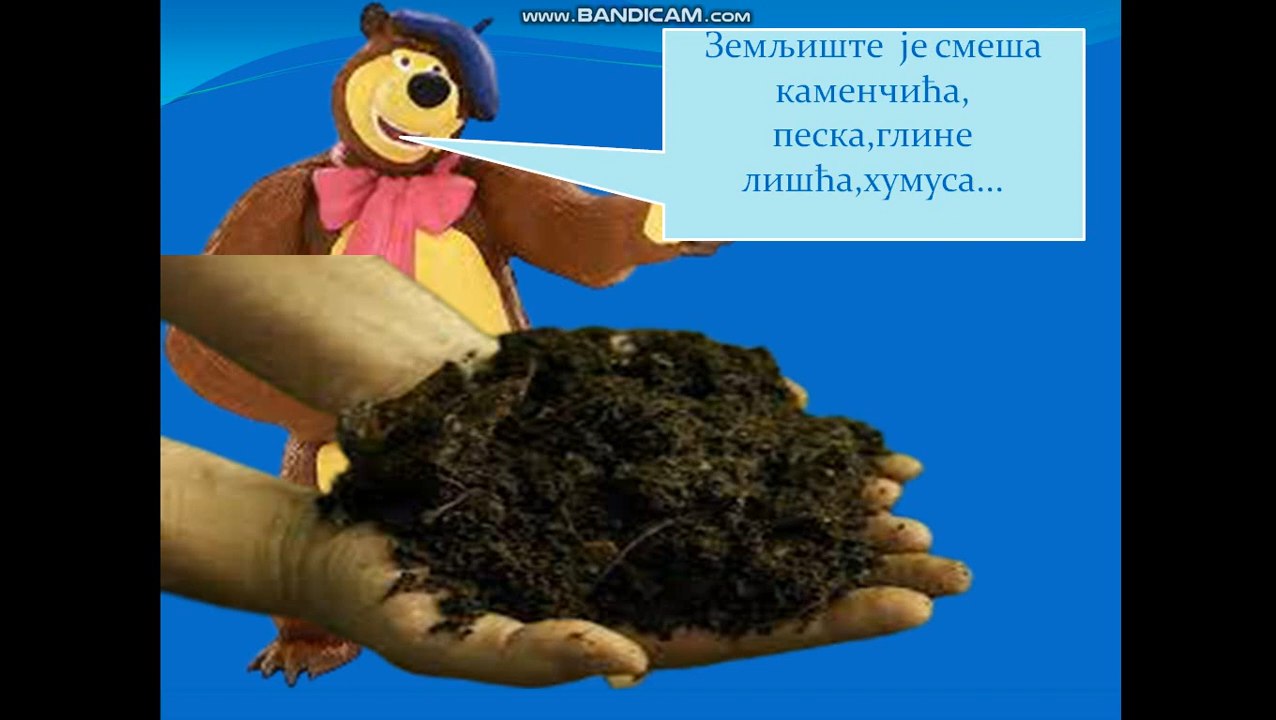 www.BANDICAM.com
Земљиште је смеша
каменчића,
песка,глине
лишћа,хумуса...